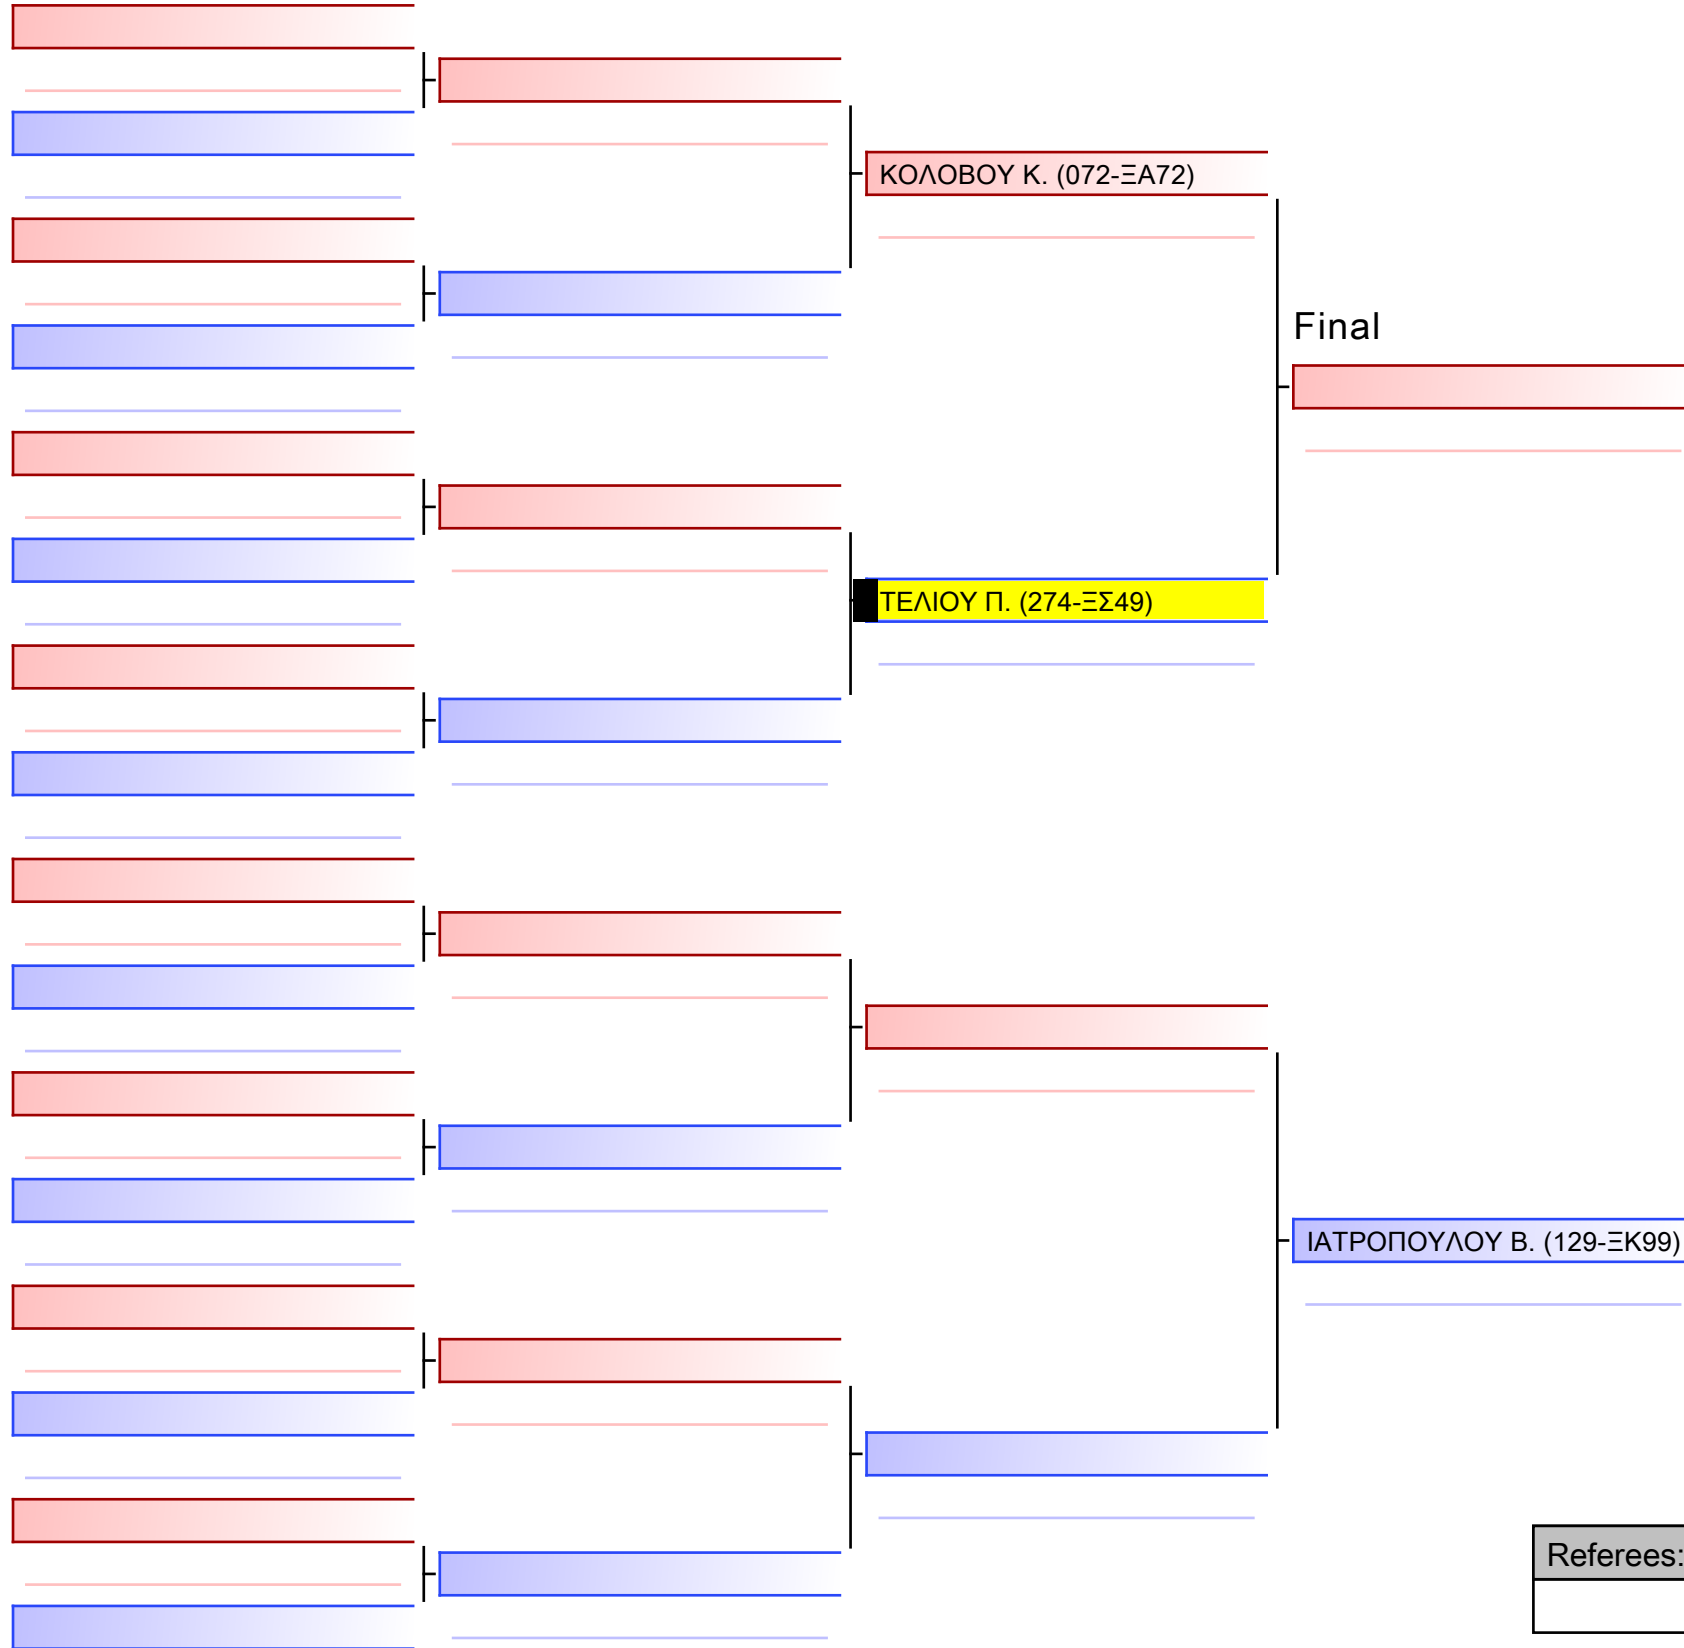 ΚΟΛΟΒΟΥ Κ. (072-ΞΑ72)
Final
ΤΕΛΙΟΥ Π. (274-ΞΣ49)
ΙΑΤΡΟΠΟΥΛΟΥ Β. (129-ΞΚ99)
Referees: